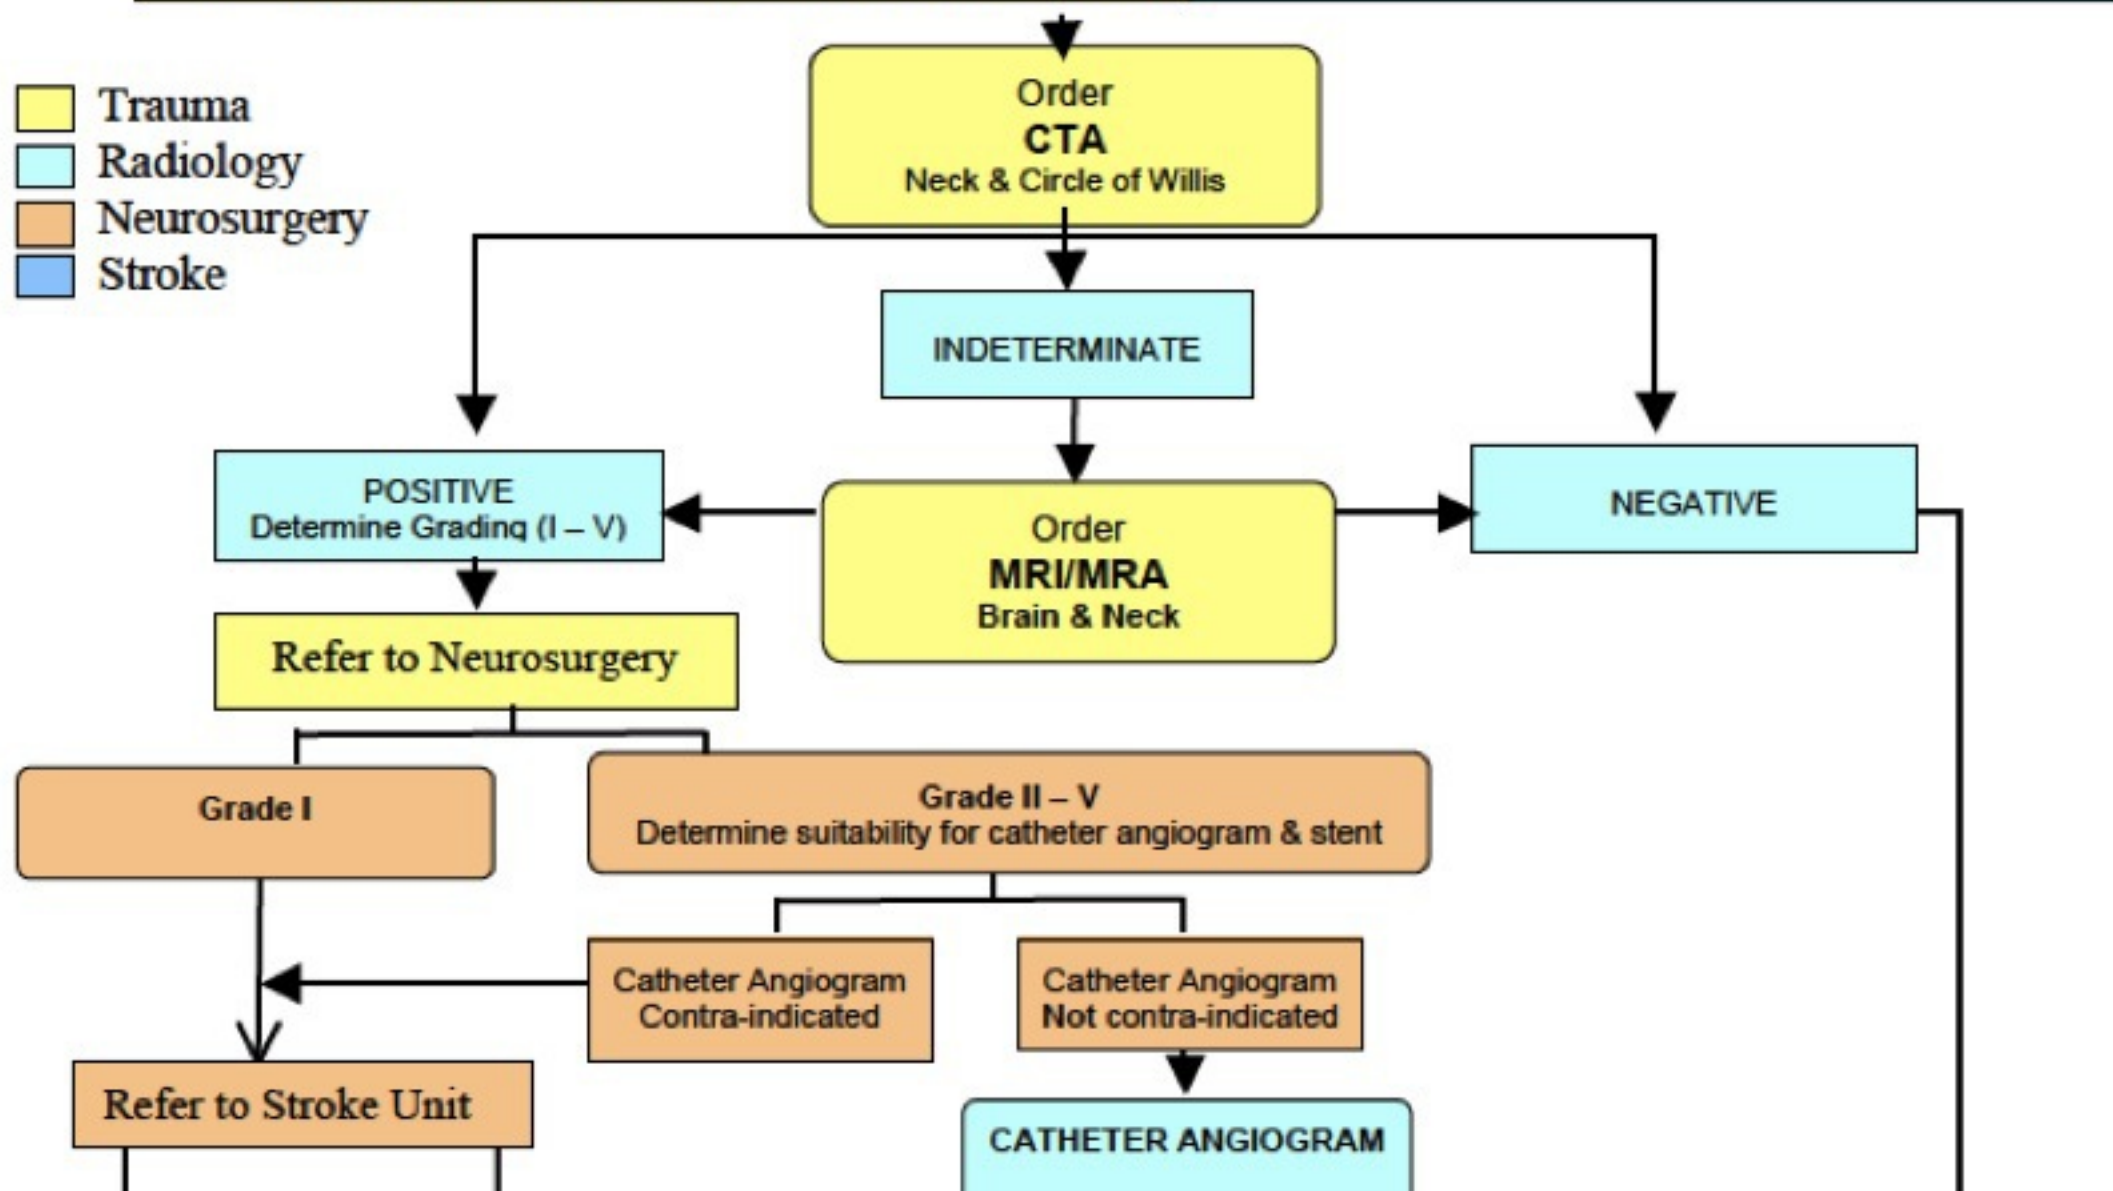 Trauma
Radiology
Neurosurgery
Stroke
Order
CTA
Neck & Circle of Willis
INDETERMINATE
POSITIVE
Determine Grading (I – V)
Order
MRI/MRA
Brain & Neck
NEGATIVE
Refer to Neurosurgery
Grade I
Grade II – V
Determine suitability for catheter angiogram & stent
Catheter Angiogram
Contra-indicated
Catheter Angiogram
Not contra-indicated
Refer to Stroke Unit
CATHETER ANGIOGRAM